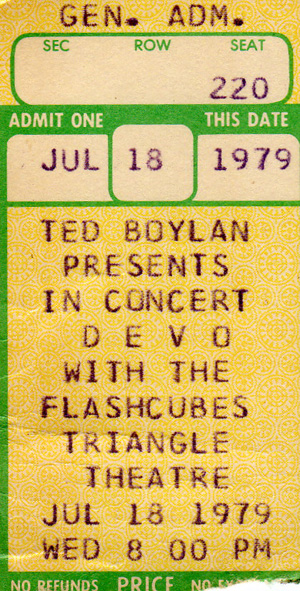 GEN. ADM.
SEC ROW SEAT
220
ADMIT ONE THIS DATE
JUL 18 1979
TED BOYLAN
PRESENTS
IN CONCERT
D E V O
WITH THE
FLASHCUBES
TRIANGLE
THEATRE
JUL 18 1979
WED 8 00 PM
NO REFUNDS PRICE NO